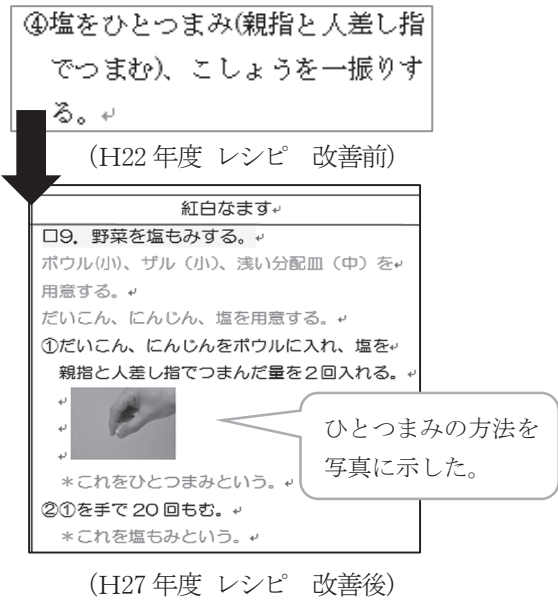 ④塩をひとつまみ(親指と人差し指
でつまむ)、こしょうを一振りす
る。↵
(H22 年度 レシピ 改善前)
紅白なます↵
□9．野菜を塩もみする。↵
ボウル(小)、ザル（小）、浅い分配皿（中）を↵
用意する。↵
だいこん、にんじん、塩を用意する。↵
①だいこん、にんじんをボウルに入れ、塩を↵
親指と人差し指でつまんだ量を２回入れる。↵
↵
↵
↵
ひとつまみの方法を
写真に示した。
＊これをひとつまみという。↵
②①を手で 20 回もむ。↵
＊これを塩もみという。↵
(H27 年度 レシピ 改善後)